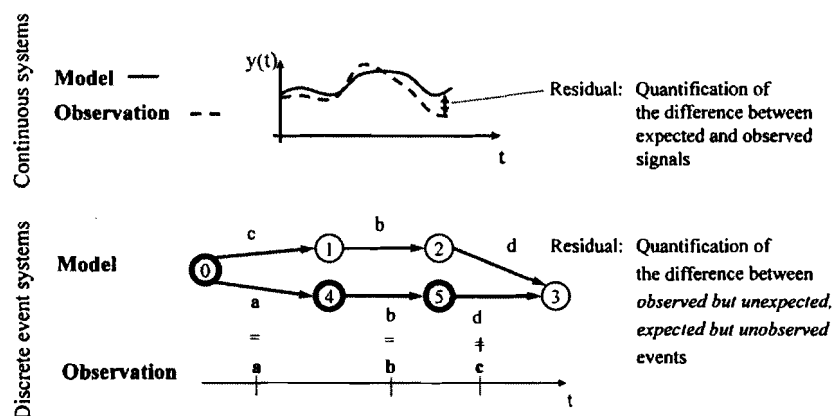 Continuous systems
Model
Observation
y(t)
t
Residual: Quantification of
the difference between
expected and observed
signals
Discrete event systems
Model
0
c
1
b
2
d
a
4
b
5
d
3
=
=
≠
Observation
a
b
c
t
Residual: Quantification of
the difference between
observed but unexpected,
expected but unobserved
events